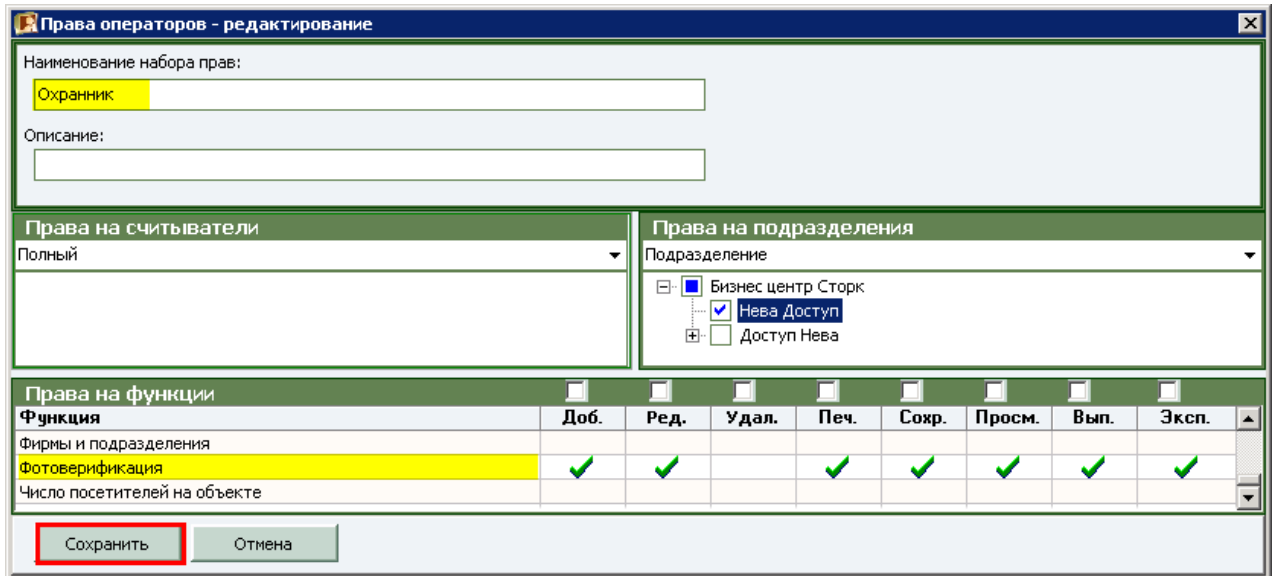 Права операторов - редактирование
Наименование набора прав:
Охранник
Описание:
Права на считыватели
Полный
Права на подразделения
Подразделение
Бизнес центр Сторк
Нева Доступ
Доступ Нева
Права на функции
Функция Доб. Ред. Удал. Печ. Сохр. Просм. Вып. Эксп.
Фирмы и подразделения
Фотоверификация
Число посетителей на объекте
Сохранить Отмена